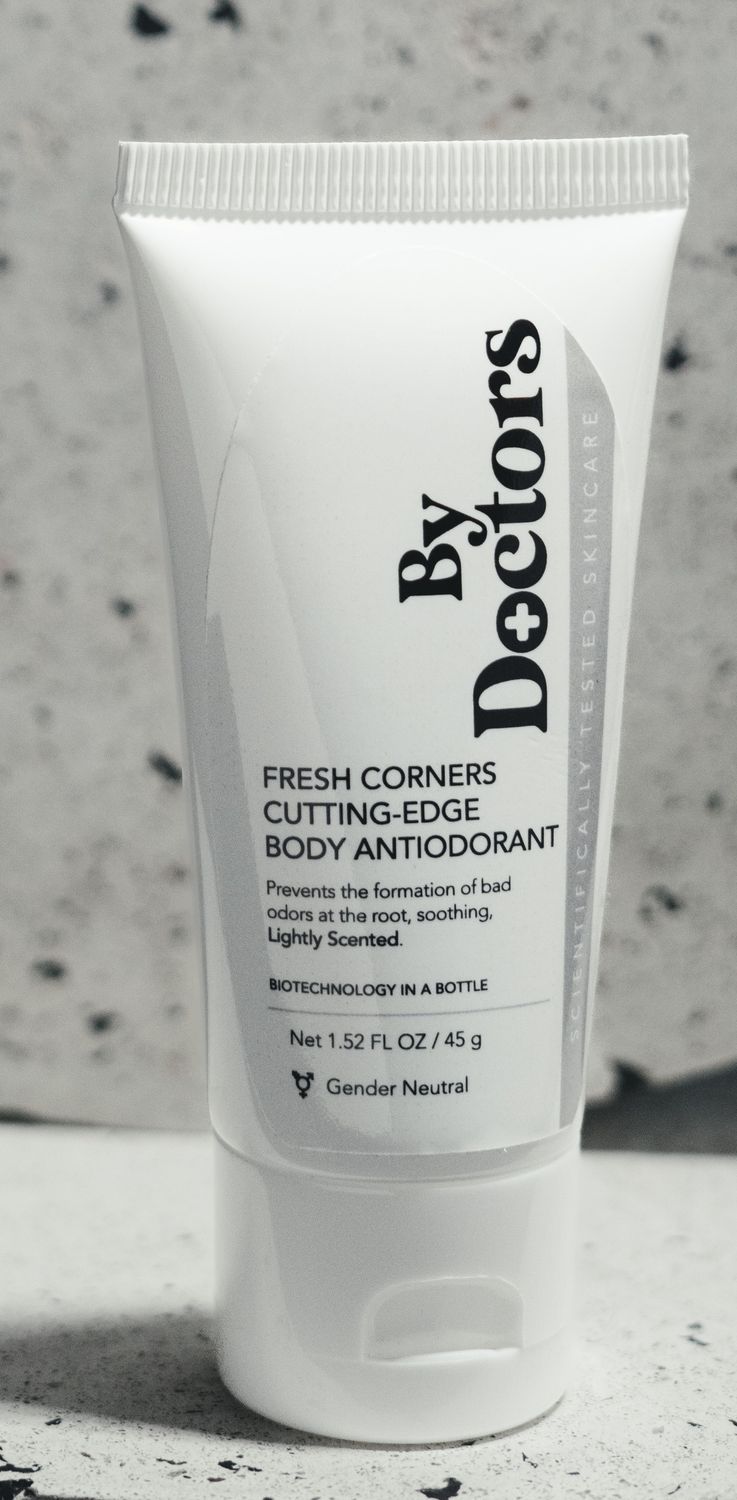 By
Doctors
SCIENTIFICALLY TESTED SKINCARE
FRESH CORNERS
CUTTING-EDGE
BODY ANTIODORANT
Prevents the formation of bad
odors at the root, soothing,
Lightly Scented.
BIOTECHNOLOGY IN A BOTTLE
Net 1.52 FL OZ / 45 g
Gender Neutral